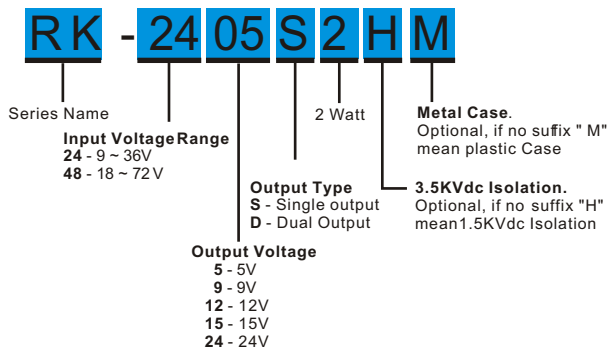 RK - 24 05 S 2 H M
Series Name
Input Voltage Range
24 - 9 ~ 36V
48 - 18 ~ 72 V
2 Watt
Metal Case.
Optional, if no suffix " M"
mean plastic Case
Output Type
S - Single output
D - Dual Output
3.5KVdc Isolation.
Optional, if no suffix "H"
mean1.5KVdc Isolation
Output Voltage
5 - 5V
9 - 9V
12 - 12V
15 - 15V
24 - 24V